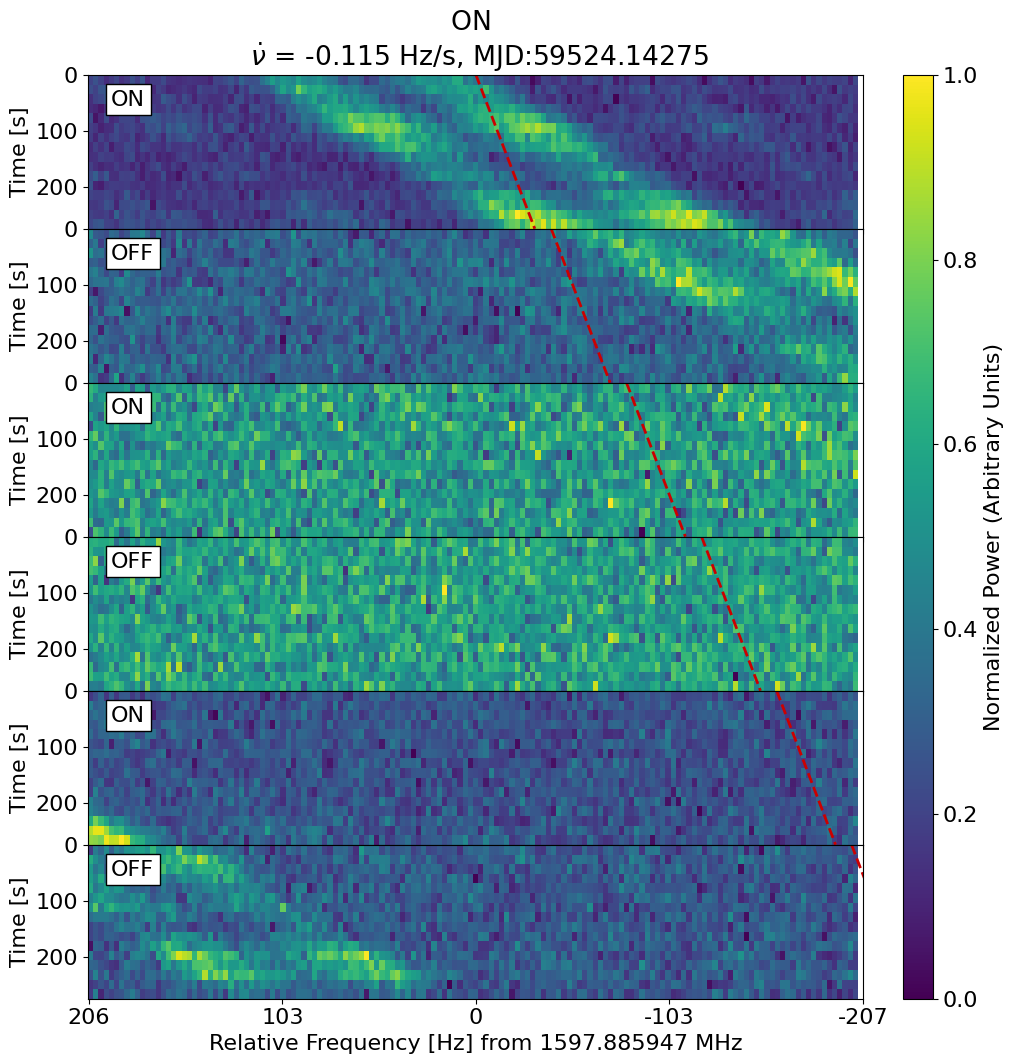 ON
ν̇ = -0.115 Hz/s, MJD:59524.14275
0
ON
100
200
Time [s]
0
OFF
100
200
Time [s]
0
ON
100
200
Time [s]
0
OFF
100
200
Time [s]
0
ON
100
200
Time [s]
0
OFF
100
200
Time [s]
206
103
0
-103
-207
Relative Frequency [Hz] from 1597.885947 MHz
1.0
0.8
0.6
0.4
0.2
0.0
Normalized Power (Arbitrary Units)